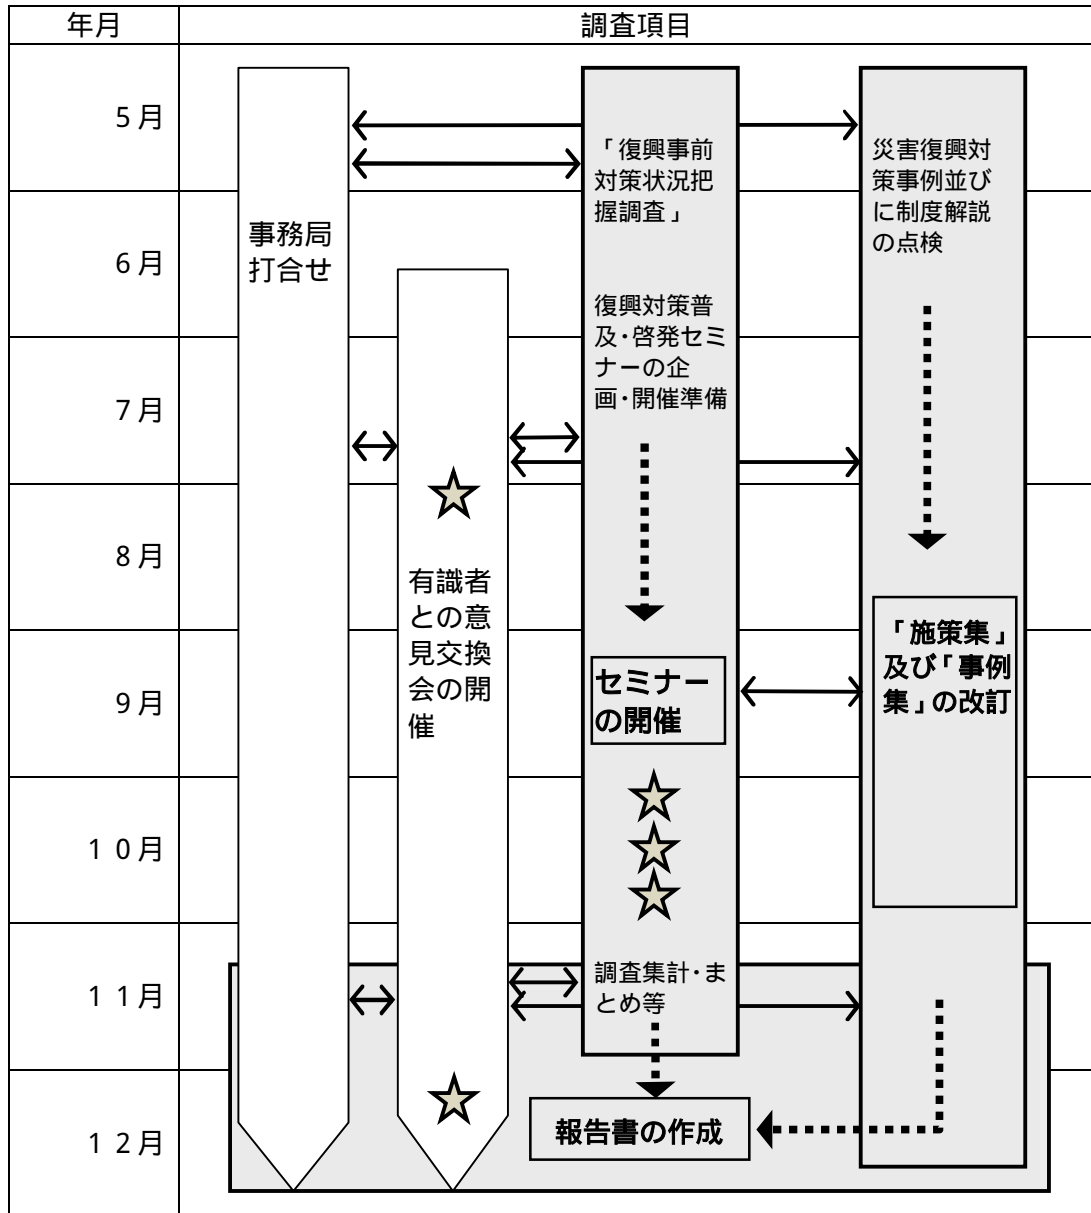 年月
調査項目
5月
6月
7月
8月
9月
10月
11月
12月
事務局
打合せ
有識者
との意
見交換
会の開
催
「復興事前
対策状況把
握調査」
復興対策普
及・啓発セミ
ナーの企
画・開催準備
セミナー
の開催
調査集計・ま
とめ等
災害復興対
策事例並び
に制度解説
の点検
「施策集」
及び「事例
集」の改訂
報告書の作成